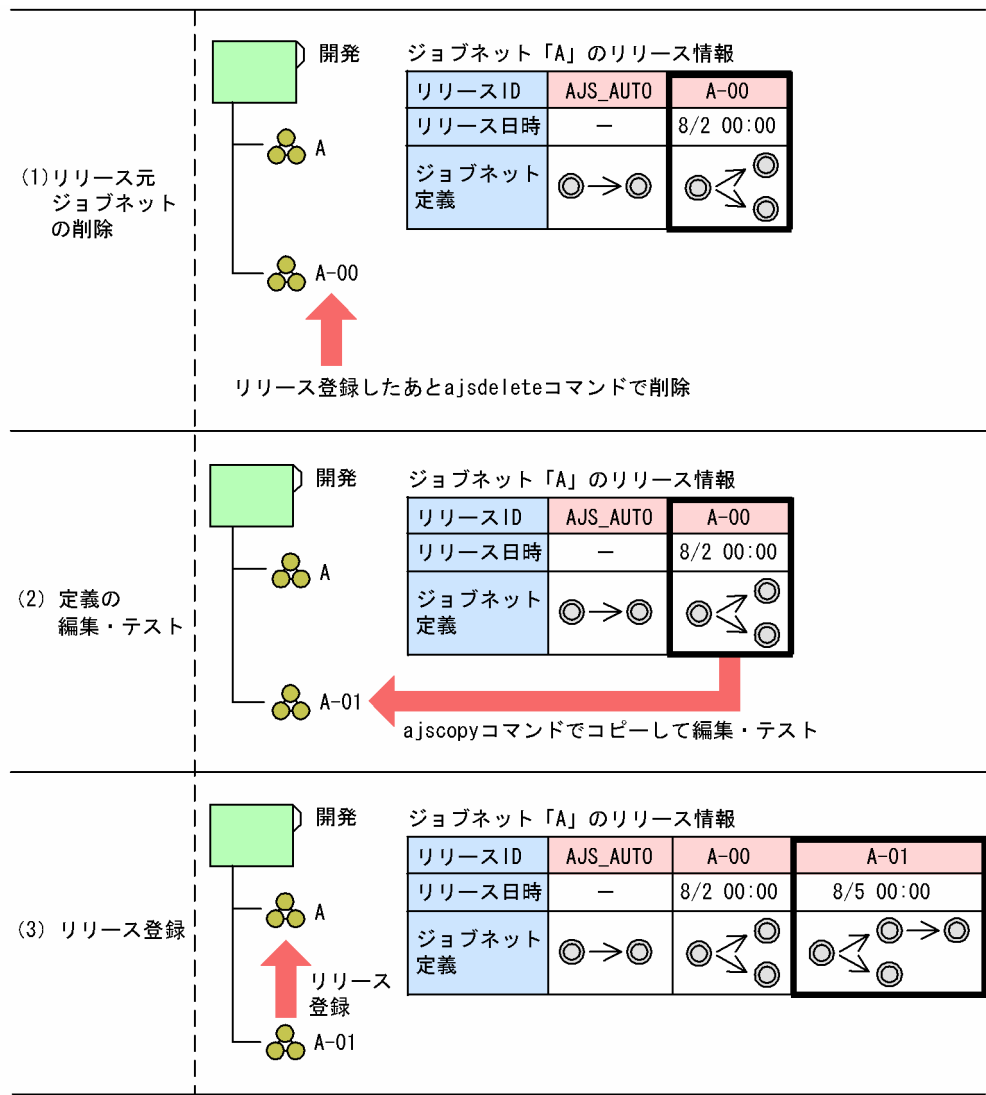 (1)リリース元
ジョブネット
の削除
開発
A
A-00
ジョブネット「A」のリリース情報
リリースID AJS_AUTO A-00
リリース日時 － 8/2 00:00
ジョブネット
定義
リリース登録したあとajsdeleteコマンドで削除
(2) 定義の
編集・テスト
開発
A
A-01
ジョブネット「A」のリリース情報
リリースID AJS_AUTO A-00
リリース日時 － 8/2 00:00
ジョブネット
定義
ajscopyコマンドでコピーして編集・テスト
(3) リリース登録
開発
A
リリース
登録
A-01
ジョブネット「A」のリリース情報
リリースID AJS_AUTO A-00 A-01
リリース日時 － 8/2 00:00 8/5 00:00
ジョブネット
定義